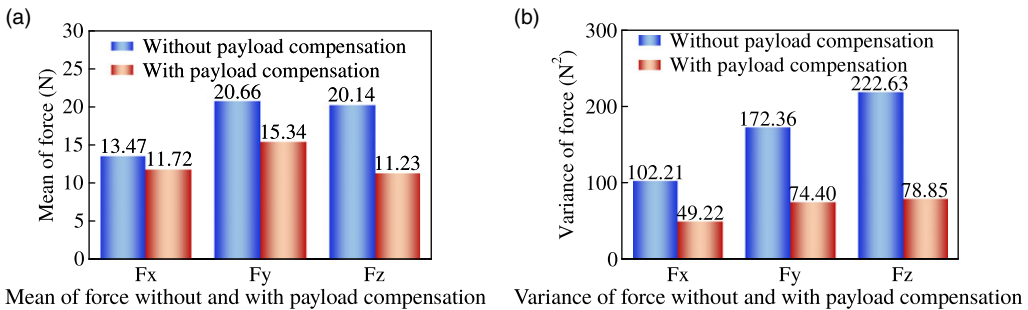 (a)
30
25
20
15
10
5
0
Mean of force (N)
Without payload compensation
With payload compensation
13.47
11.72
20.66
15.34
20.14
11.23
Fx
Fy
Fz
Mean of force without and with payload compensation
(b)
300
200
100
0
Variance of force (N²)
Without payload compensation
With payload compensation
102.21
49.22
172.36
74.40
222.63
78.85
Fx
Fy
Fz
Variance of force without and with payload compensation